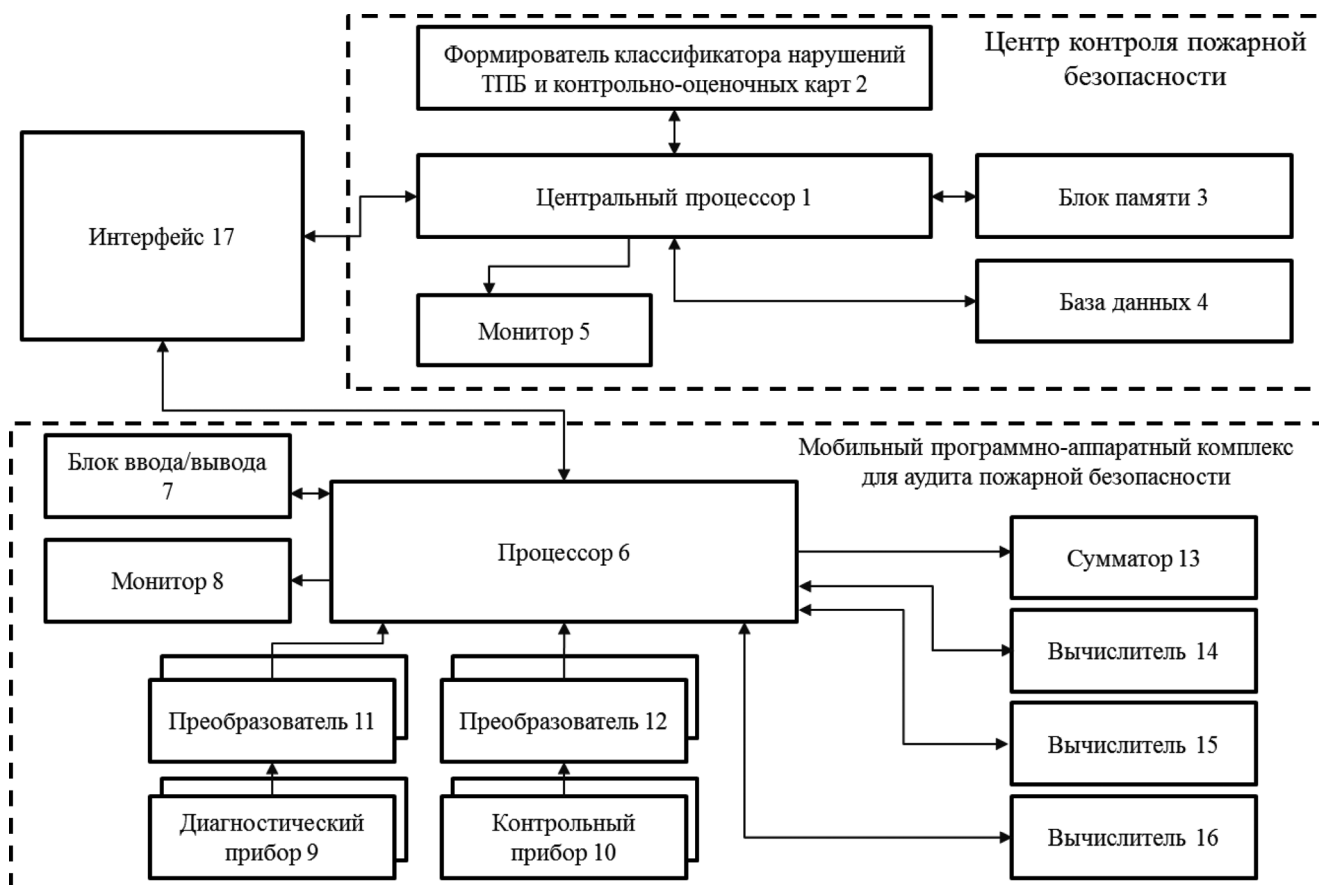 Центр контроля пожарной
безопасности
Формирователь классификатора нарушений
ТПБ и контрольно-оценочных карт 2
Центральный процессор 1
Блок памяти 3
Интерфейс 17
База данных 4
Монитор 5
Мобильный программно-аппаратный комплекс
для аудита пожарной безопасности
Блок ввода/вывода
7
Процессор 6
Монитор 8
Сумматор 13
Вычислитель 14
Преобразователь 11
Преобразователь 12
Вычислитель 15
Диагностический
прибор 9
Контрольный
прибор 10
Вычислитель 16